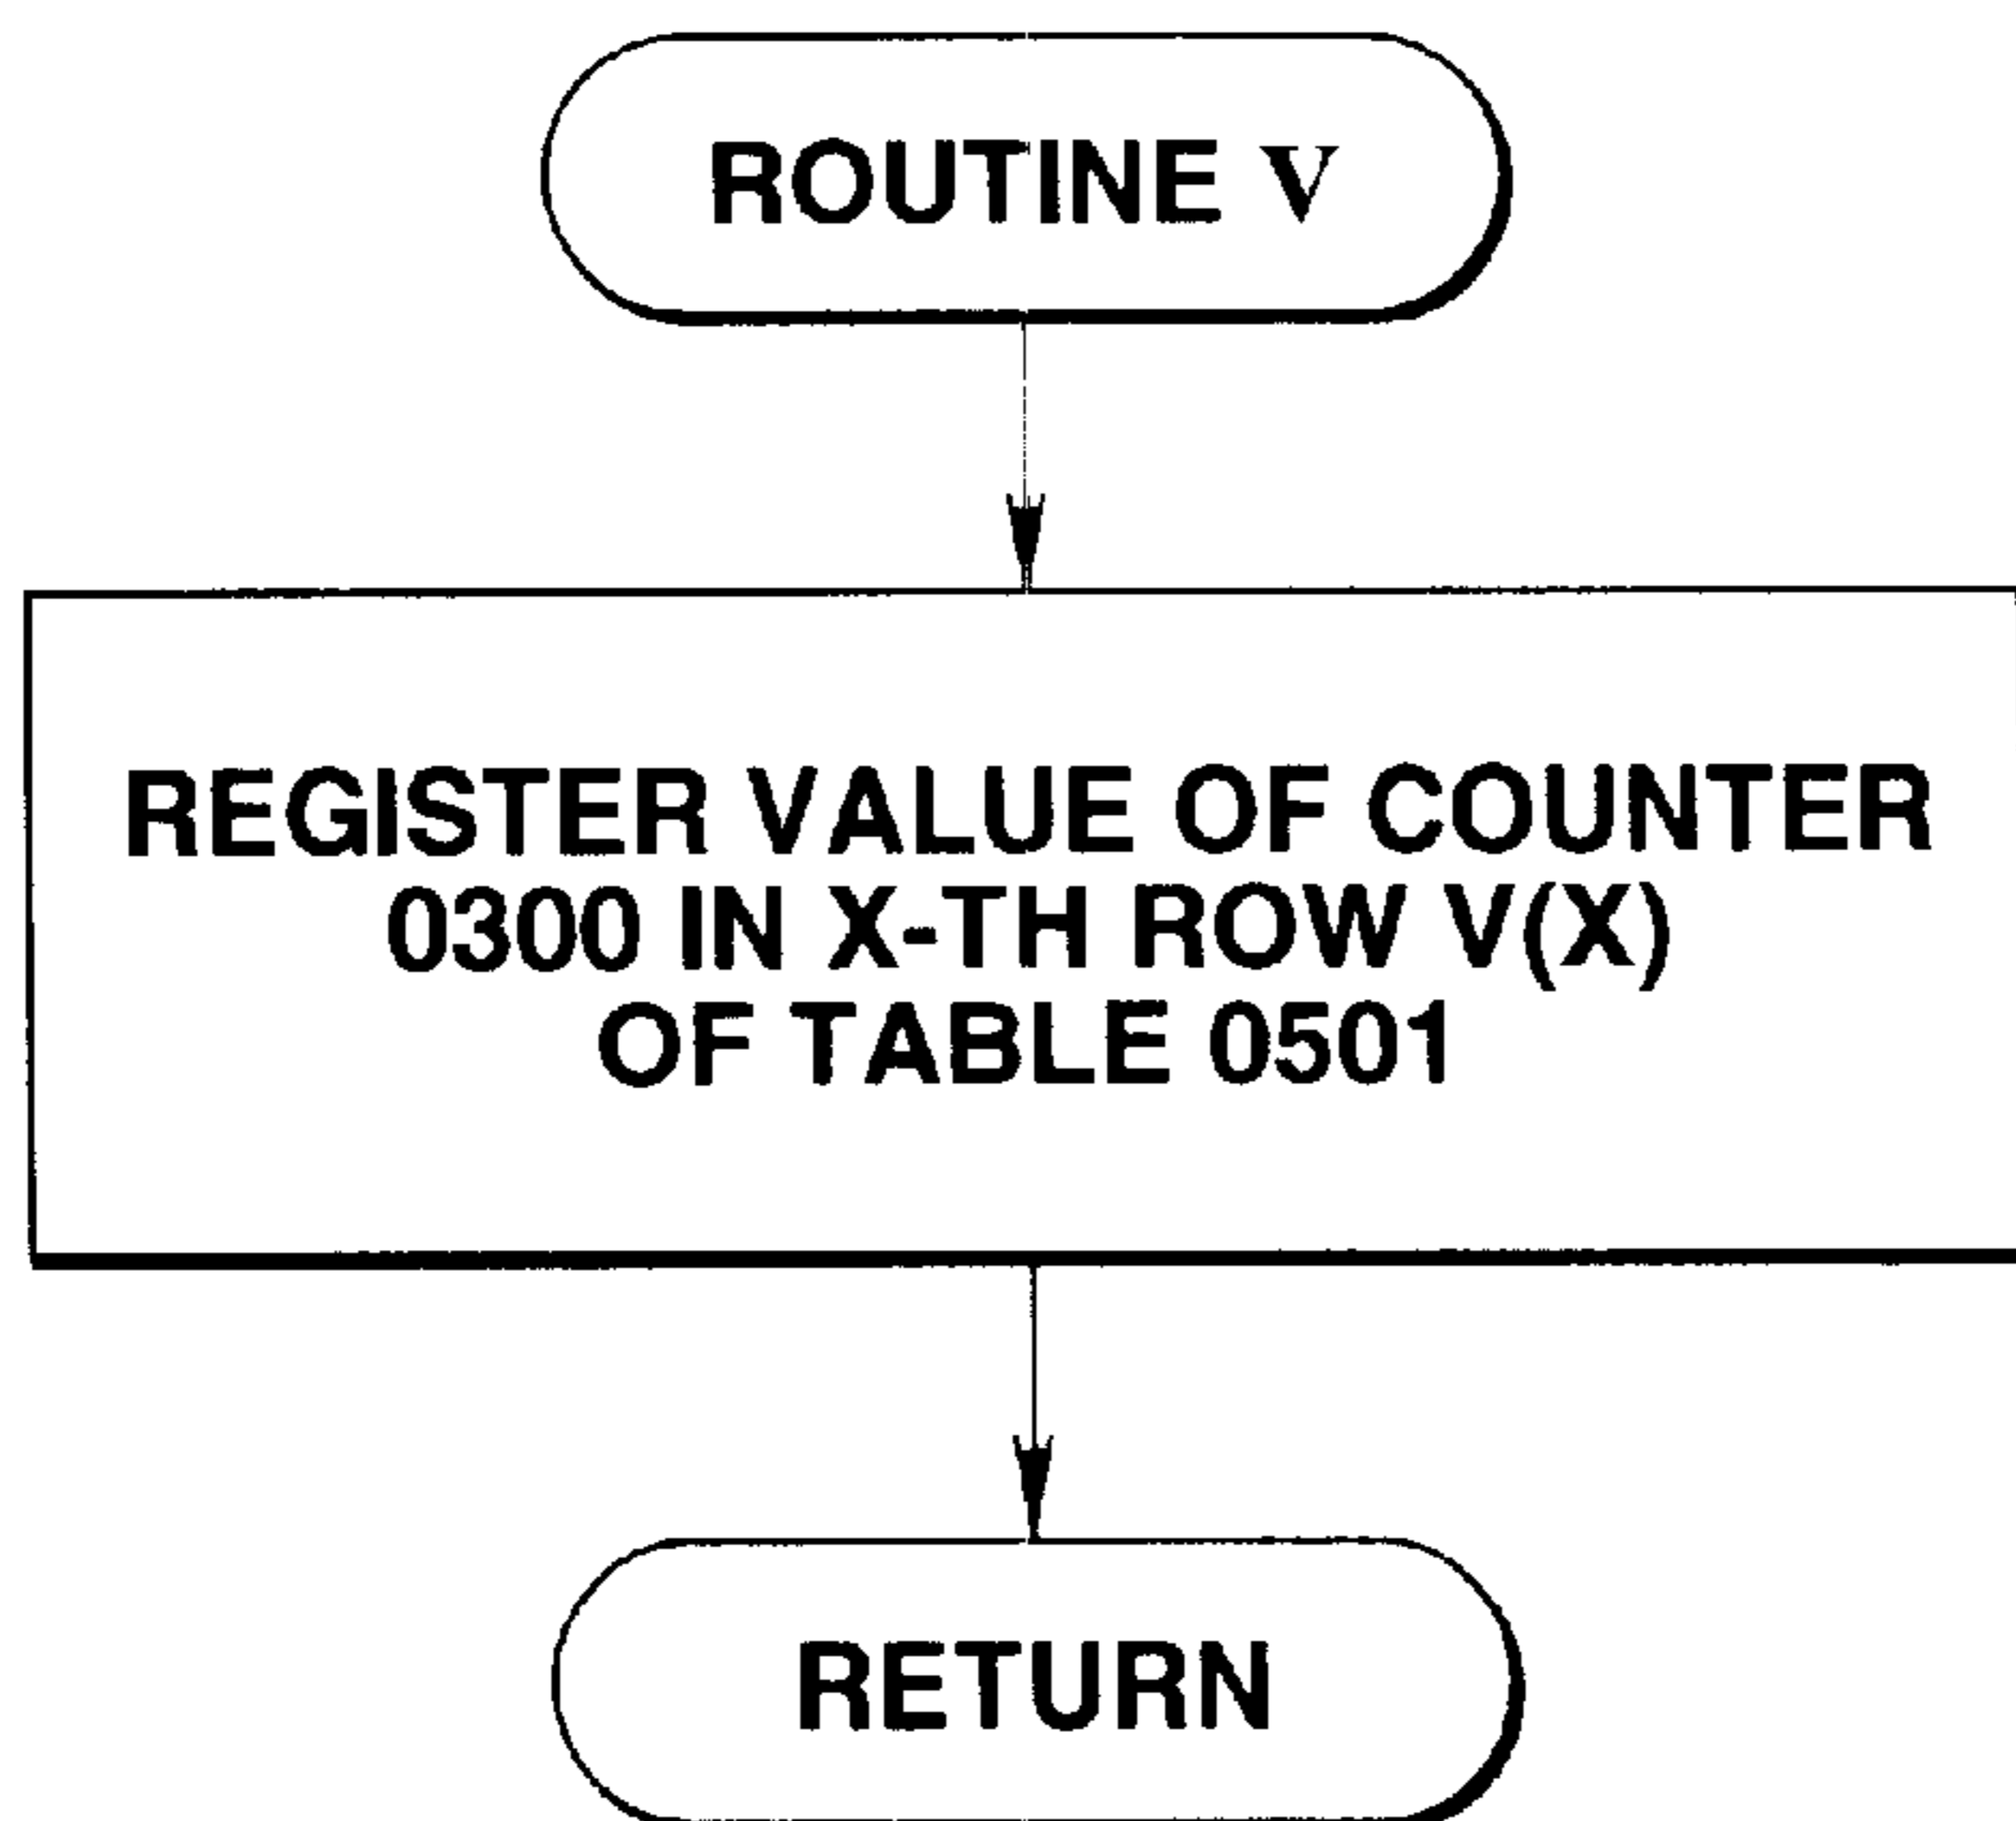 ROUTINE V
REGISTER VALUE OF COUNTER
0300 IN X-TH ROW V(X)
OF TABLE 0501
RETURN